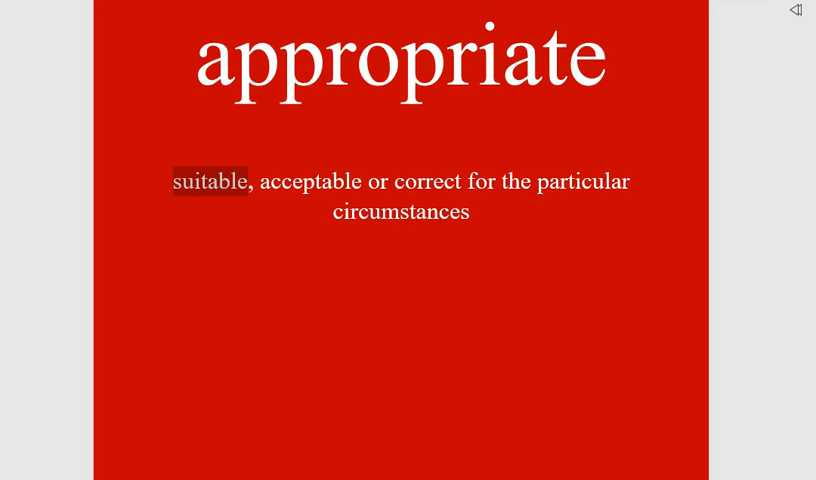 appropriate
suitable, acceptable or correct for the particular
circumstances